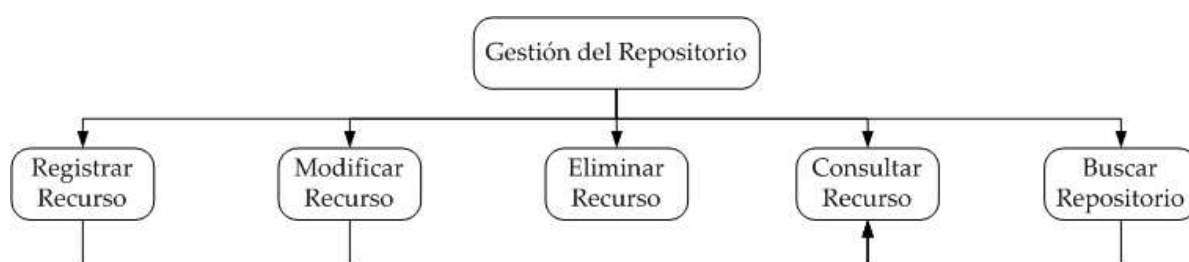 Gestión del Repositorio
Registrar
Recurso
Modificar
Recurso
Eliminar
Recurso
Consultar
Recurso
Buscar
Repositorio